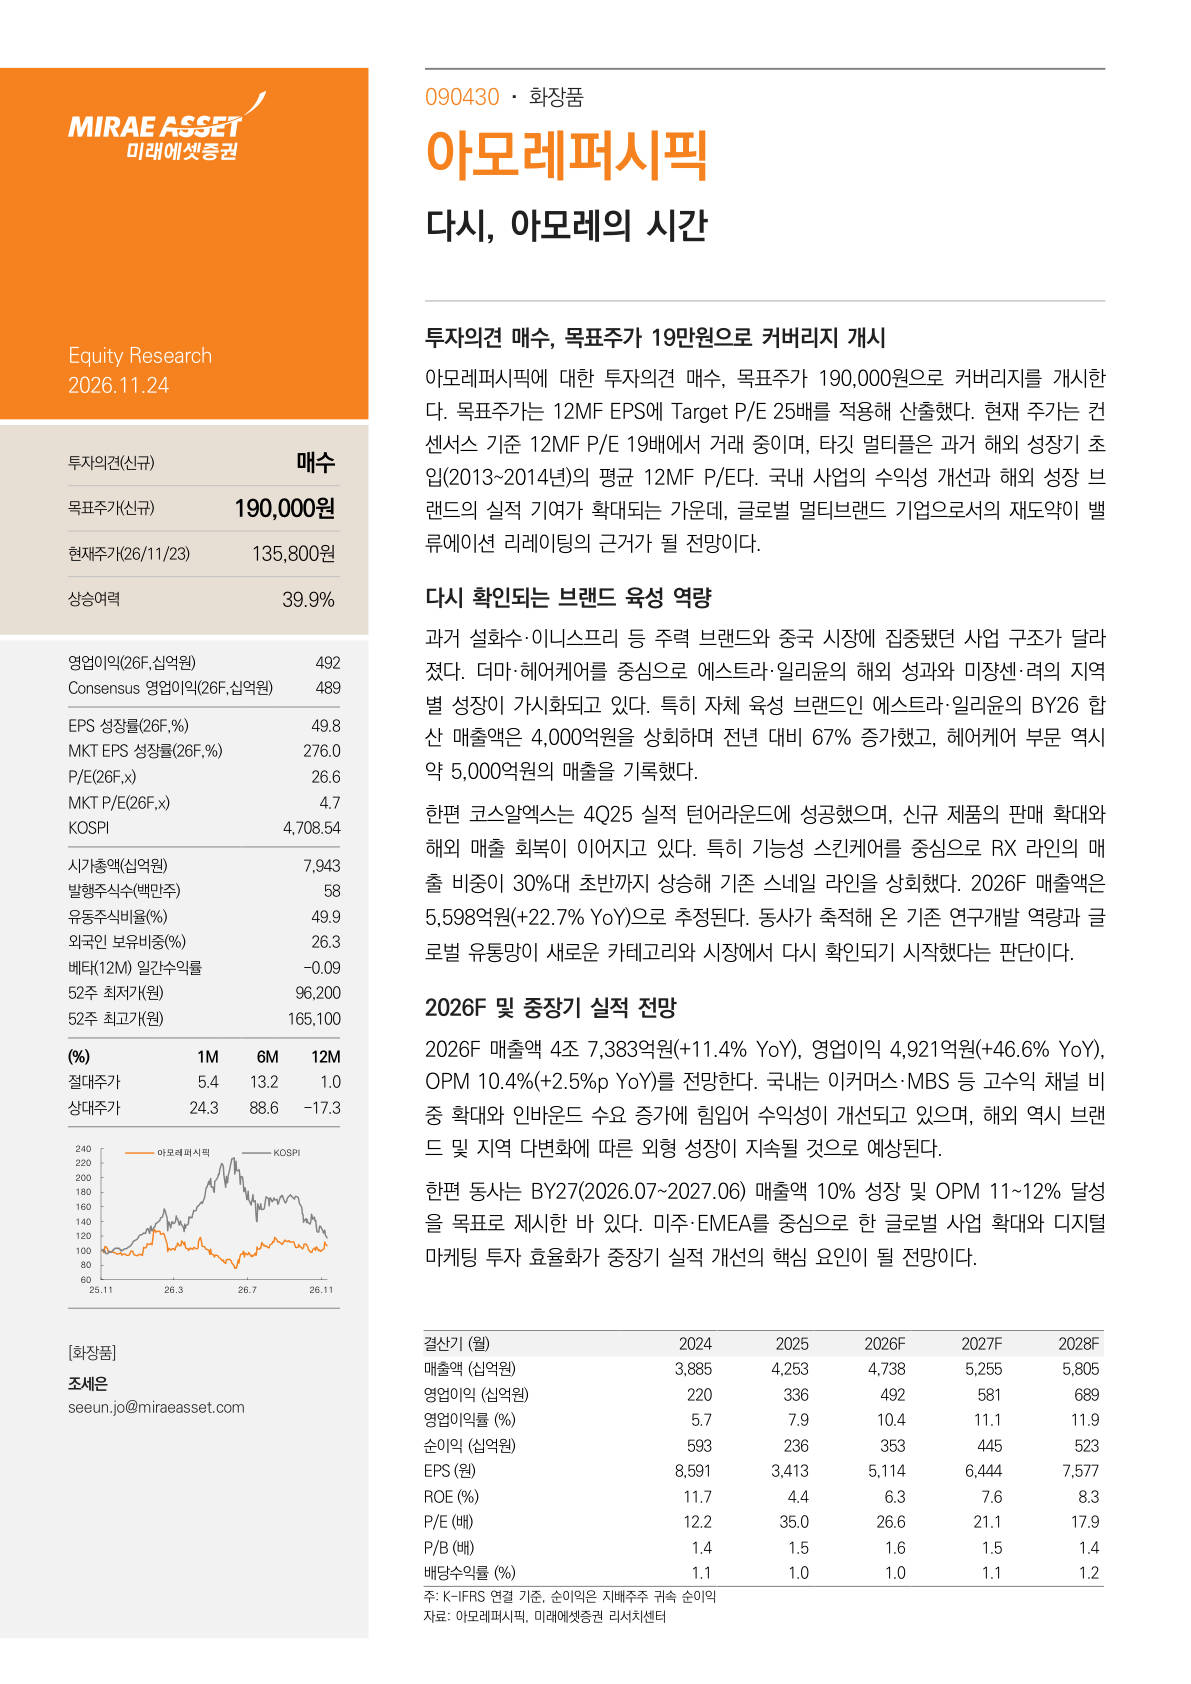 MIRAE ASSET
미래에셋증권
Equity Research
2026.11.24
투자의견(신규) 매수
목표주가(신규) 190,000원
현재주가(26/11/23) 135,800원
상승여력 39.9%
영업이익(26F,십억원) 492
Consensus 영업이익(26F,십억원) 489
EPS 성장률(26F,%) 49.8
MKT EPS 성장률(26F,%) 276.0
P/E(26F,x) 26.6
MKT P/E(26F,x) 4.7
KOSPI 4,708.54
시가총액(십억원) 7,943
발행주식수(백만주) 58
유동주식비율(%) 49.9
외국인 보유비중(%) 26.3
베타(12M) 일간수익률 -0.09
52주 최저가(원) 96,200
52주 최고가(원) 165,100
(%) 1M 6M 12M
절대주가 5.4 13.2 1.0
상대주가 24.3 88.6 -17.3
아모레퍼시픽 KOSPI
240
220
200
180
160
140
120
100
80
60
25.11 26.3 26.7 26.11
[화장품]
조세은
seeun.jo@miraeasset.com
090430 · 화장품
아모레퍼시픽
다시, 아모레의 시간
투자의견 매수, 목표주가 19만원으로 커버리지 개시
아모레퍼시픽에 대한 투자의견 매수, 목표주가 190,000원으로 커버리지를 개시한
다. 목표주가는 12MF EPS에 Target P/E 25배를 적용해 산출했다. 현재 주가는 컨
센서스 기준 12MF P/E 19배에서 거래 중이며, 타깃 멀티플은 과거 해외 성장기 초
입(2013~2014년)의 평균 12MF P/E다. 국내 사업의 수익성 개선과 해외 성장 브
랜드의 실적 기여가 확대되는 가운데, 글로벌 멀티브랜드 기업으로서의 재도약이 밸
류에이션 리레이팅의 근거가 될 전망이다.
다시 확인되는 브랜드 육성 역량
과거 설화수·이니스프리 등 주력 브랜드와 중국 시장에 집중됐던 사업 구조가 달라
졌다. 더마·헤어케어를 중심으로 에스트라·일리윤의 해외 성과와 미쟝센·려의 지역
별 성장이 가시화되고 있다. 특히 자체 육성 브랜드인 에스트라·일리윤의 BY26 합
산 매출액은 4,000억원을 상회하며 전년 대비 67% 증가했고, 헤어케어 부문 역시
약 5,000억원의 매출을 기록했다.
한편 코스알엑스는 4Q25 실적 턴어라운드에 성공했으며, 신규 제품의 판매 확대와
해외 매출 회복이 이어지고 있다. 특히 기능성 스킨케어를 중심으로 RX 라인의 매
출 비중이 30%대 초반까지 상승해 기존 스네일 라인을 상회했다. 2026F 매출액은
5,598억원(+22.7% YoY)으로 추정된다. 동사가 축적해 온 기존 연구개발 역량과 글
로벌 유통망이 새로운 카테고리와 시장에서 다시 확인되기 시작했다는 판단이다.
2026F 및 중장기 실적 전망
2026F 매출액 4조 7,383억원(+11.4% YoY), 영업이익 4,921억원(+46.6% YoY),
OPM 10.4%(+2.5%p YoY)를 전망한다. 국내는 이커머스·MBS 등 고수익 채널 비
중 확대와 인바운드 수요 증가에 힘입어 수익성이 개선되고 있으며, 해외 역시 브랜
드 및 지역 다변화에 따른 외형 성장이 지속될 것으로 예상된다.
한편 동사는 BY27(2026.07~2027.06) 매출액 10% 성장 및 OPM 11~12% 달성
을 목표로 제시한 바 있다. 미주·EMEA를 중심으로 한 글로벌 사업 확대와 디지털
마케팅 투자 효율화가 중장기 실적 개선의 핵심 요인이 될 전망이다.
결산기 (월) 2024 2025 2026F 2027F 2028F
매출액 (십억원) 3,885 4,253 4,738 5,255 5,805
영업이익 (십억원) 220 336 492 581 689
영업이익률 (%) 5.7 7.9 10.4 11.1 11.9
순이익 (십억원) 593 236 353 445 523
EPS (원) 8,591 3,413 5,114 6,444 7,577
ROE (%) 11.7 4.4 6.3 7.6 8.3
P/E (배) 12.2 35.0 26.6 21.1 17.9
P/B (배) 1.4 1.5 1.6 1.5 1.4
배당수익률 (%) 1.1 1.0 1.0 1.1 1.2
주: K-IFRS 연결 기준, 순이익은 지배주주 귀속 순이익
자료: 아모레퍼시픽, 미래에셋증권 리서치센터